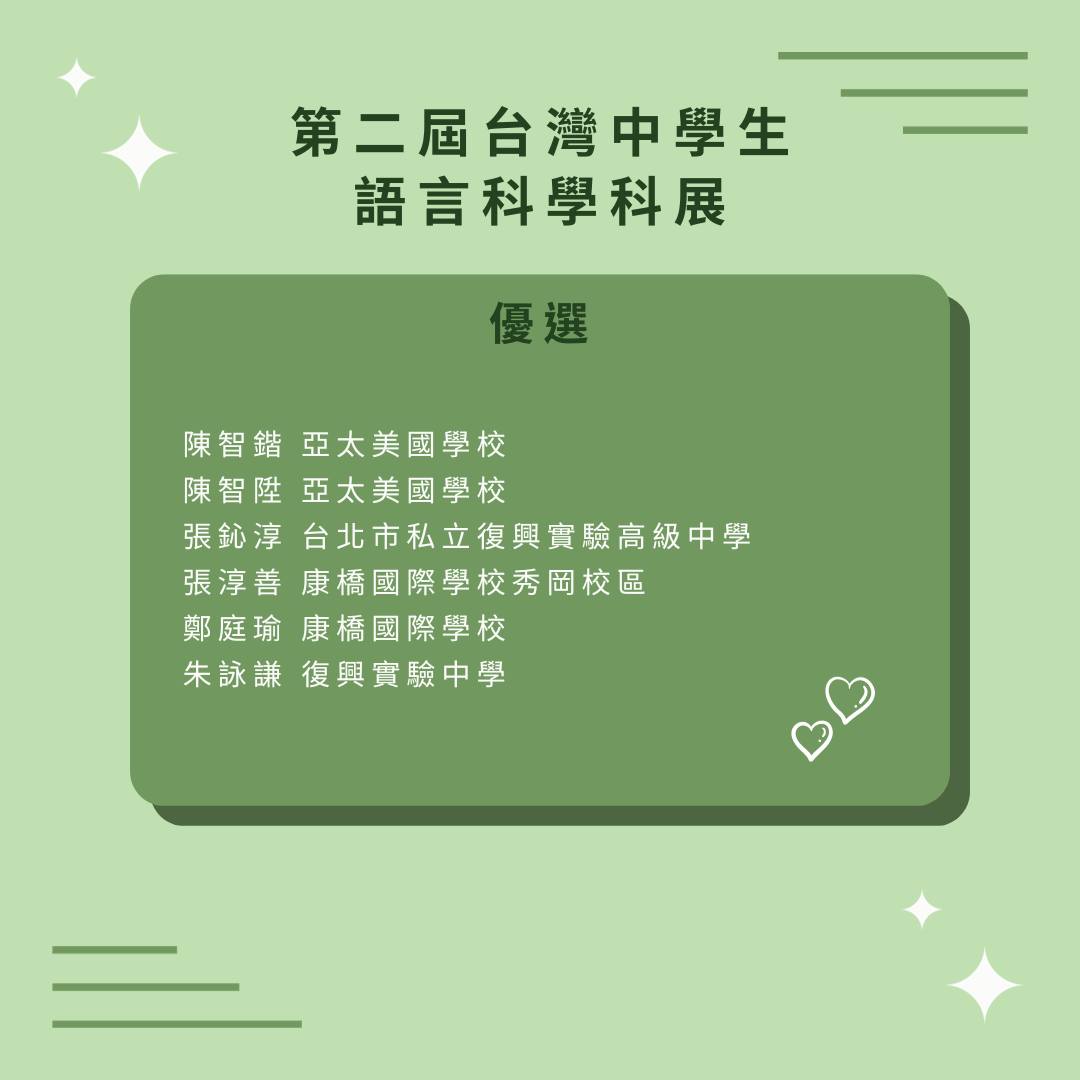 第二屆台灣中學生
語言科學科展
優選
陳智鍇 亞太美國學校
陳智陞 亞太美國學校
張鈊淳 台北市私立復興實驗高級中學
張淳善 康橋國際學校秀岡校區
鄭庭瑜 康橋國際學校
朱詠謙 復興實驗中學